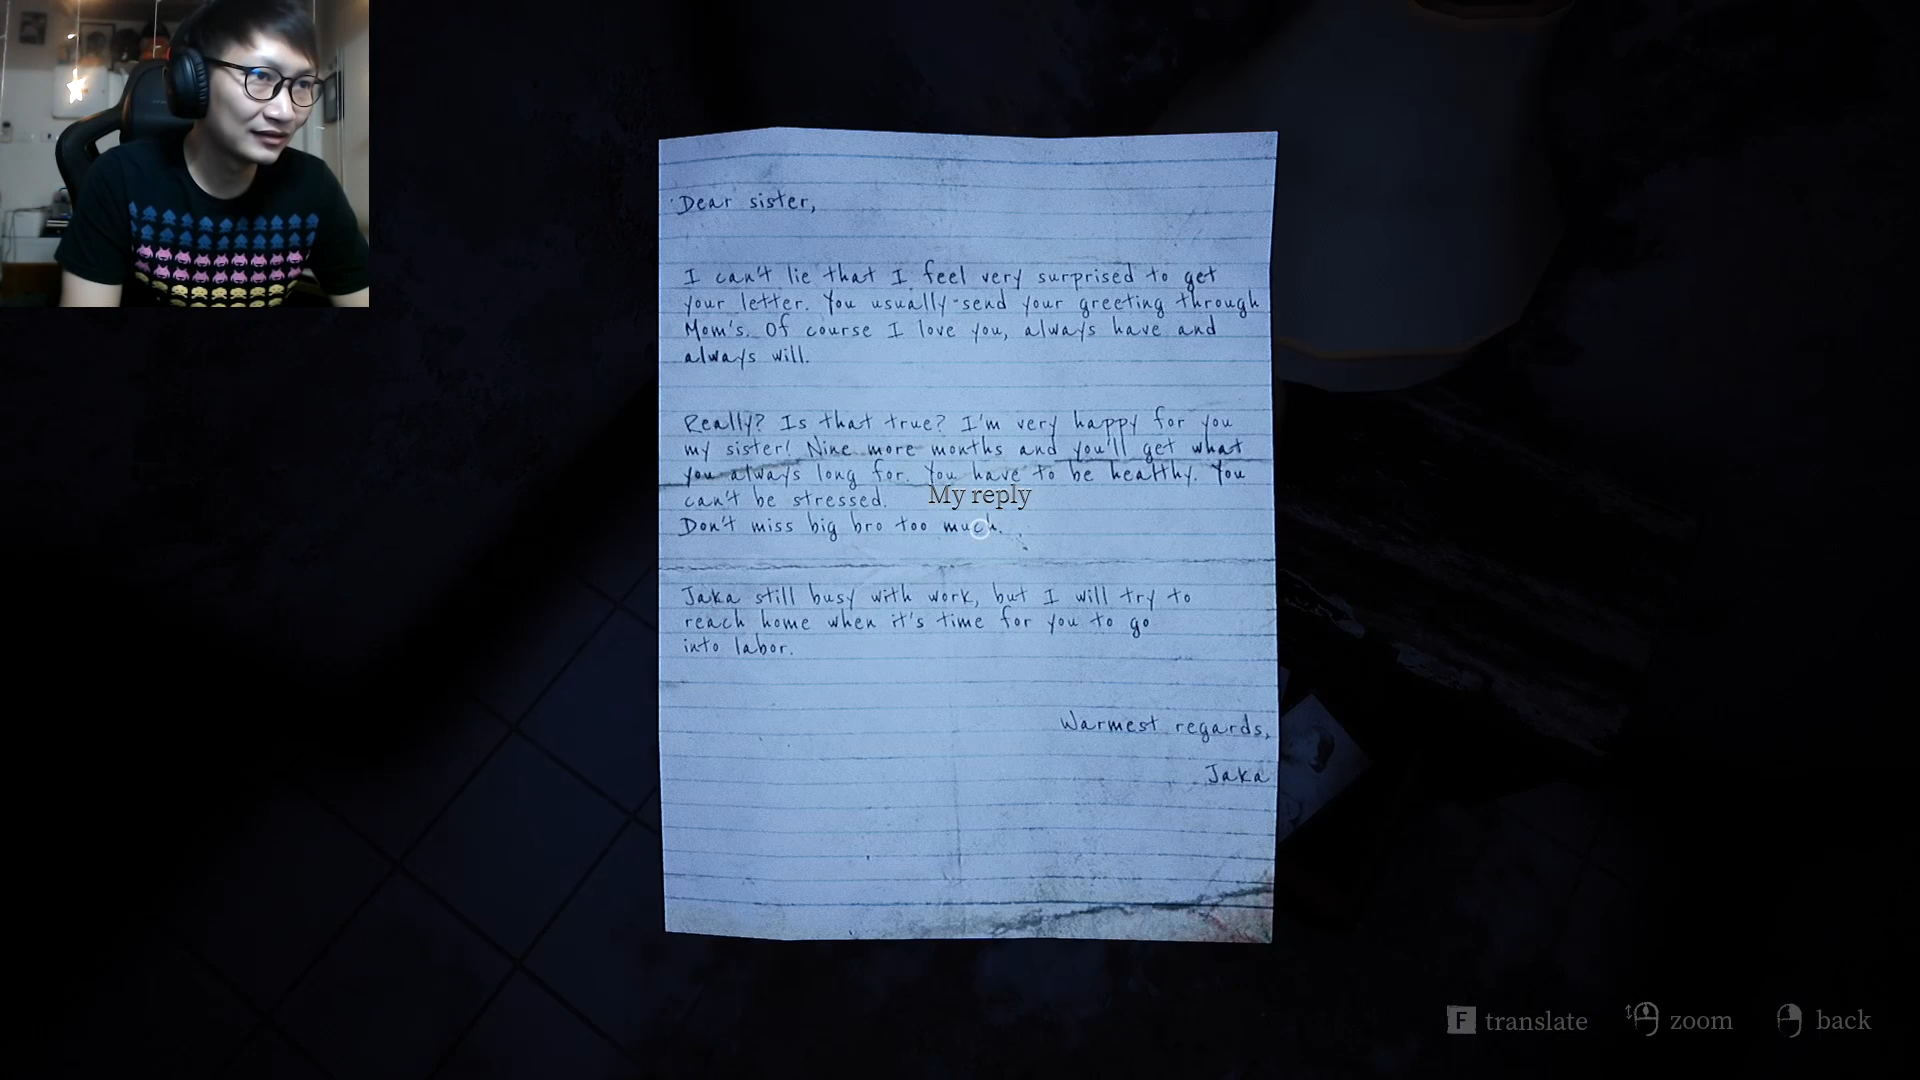 Dear sister,
I can't lie that I feel very surprised to get
your letter. You usually send your greeting through
Mom's. Of course I love you, always have and
always will.
Really? Is that true? I'm very happy for you
my sister! Nine more months and you'll get what
you always long for. You have to be healthy. You
can't be stressed.
My reply
Don't miss big bro too much.
Jaka still busy with work, but I will try to
reach home when it's time for you to go
into labor.
Warmest regards,
Jaka
F translate zoom back